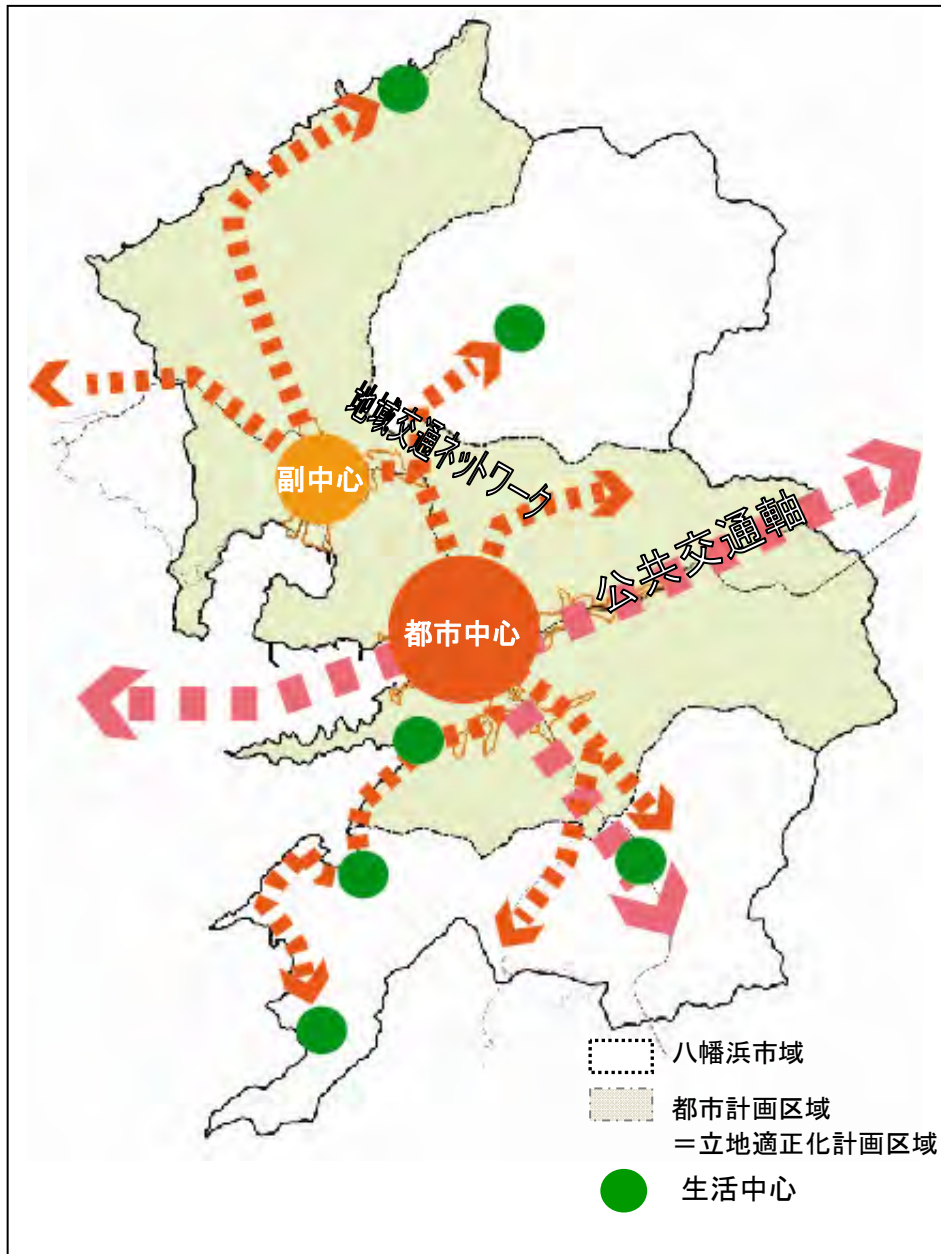 地域交通ネットワーク
副中心
公共交通軸
都市中心
八幡浜市域
都市計画区域
＝立地適正化計画区域
生活中心